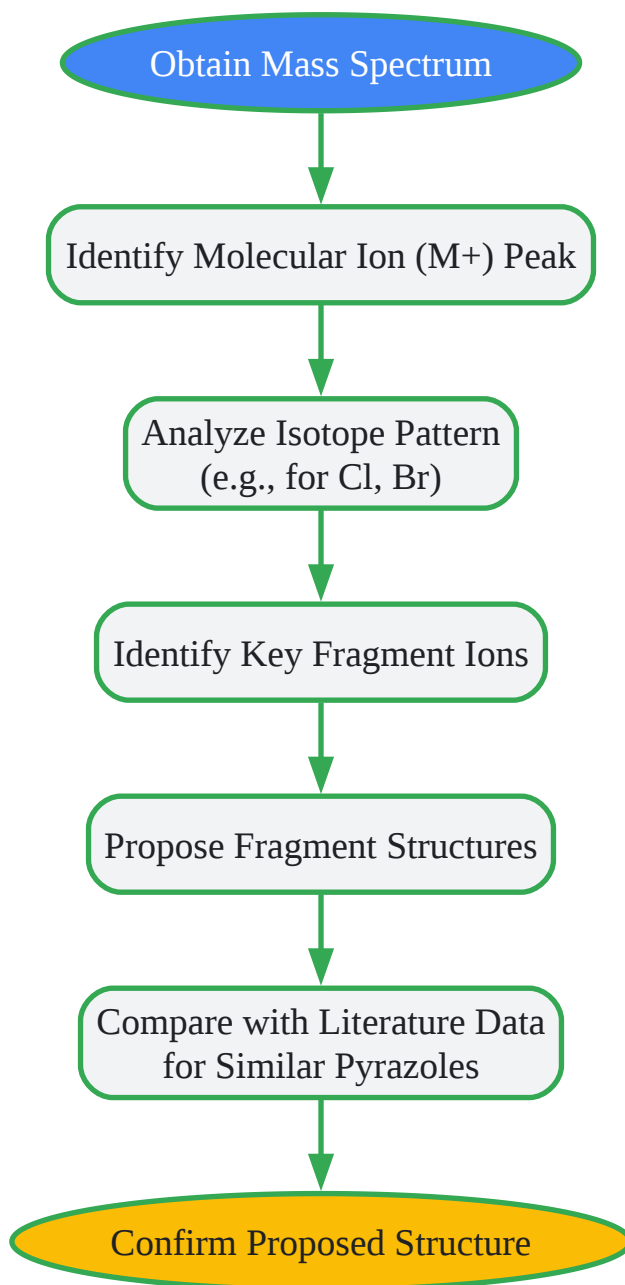 Obtain Mass Spectrum
Identify Molecular Ion (M+) Peak
Analyze Isotope Pattern
(e.g., for Cl, Br)
Identify Key Fragment Ions
Propose Fragment Structures
Compare with Literature Data
for Similar Pyrazoles
Confirm Proposed Structure